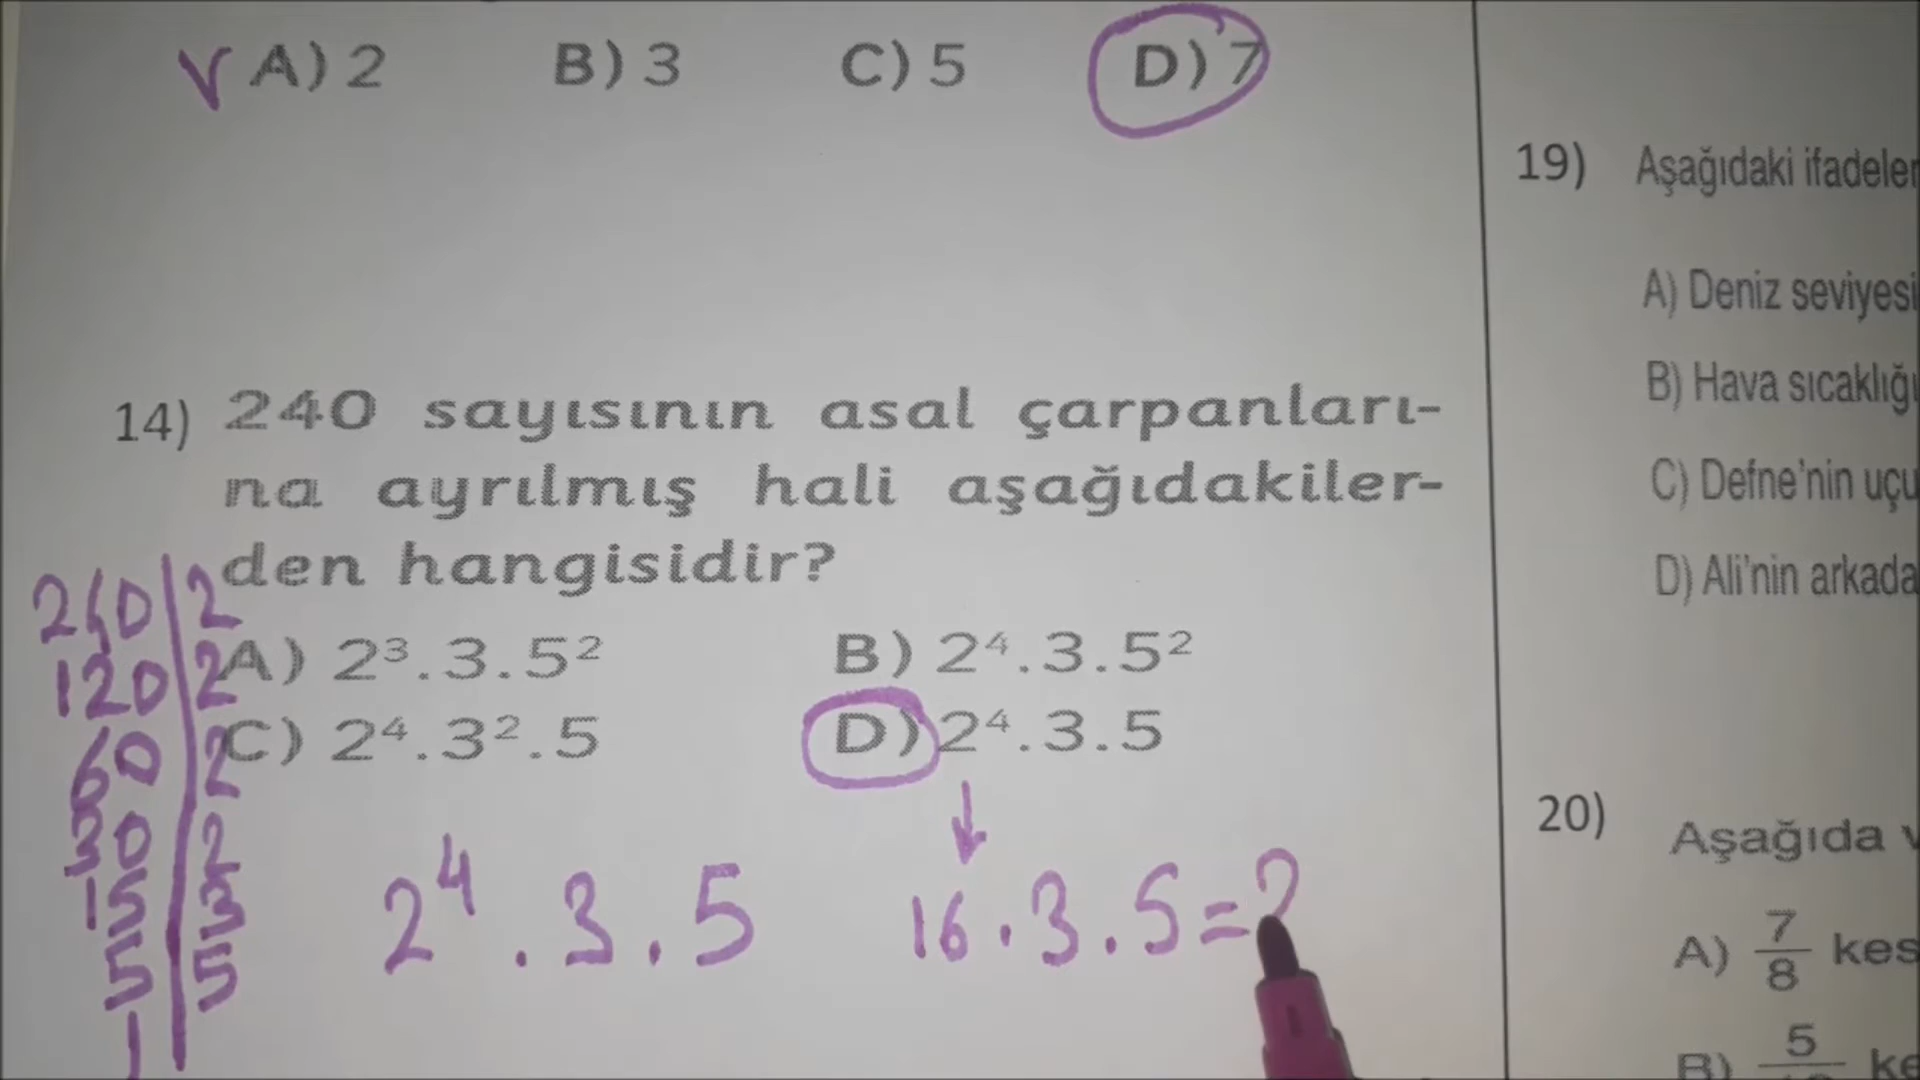 √ A) 2 B) 3 C) 5 D) 7
14) 240 sayısının asal çarpanları-
na ayrılmış hali aşağıdakiler-
den hangisidir?
A) 2³.3.5² B) 2⁴.3.5²
C) 2⁴.3².5 D) 2⁴.3.5
240 | 2
120 | 2
60 | 2
30 | 2
15 | 3
5 | 5
1
2⁴ . 3 . 5
↓
16 . 3 . 5 = ?
19) Aşağıdaki ifadeler
A) Deniz seviyesi
B) Hava sıcaklığı
C) Defne'nin uçu
D) Ali'nin arkada
20) Aşağıda v
A) 7/8 kes
B) 5 ke